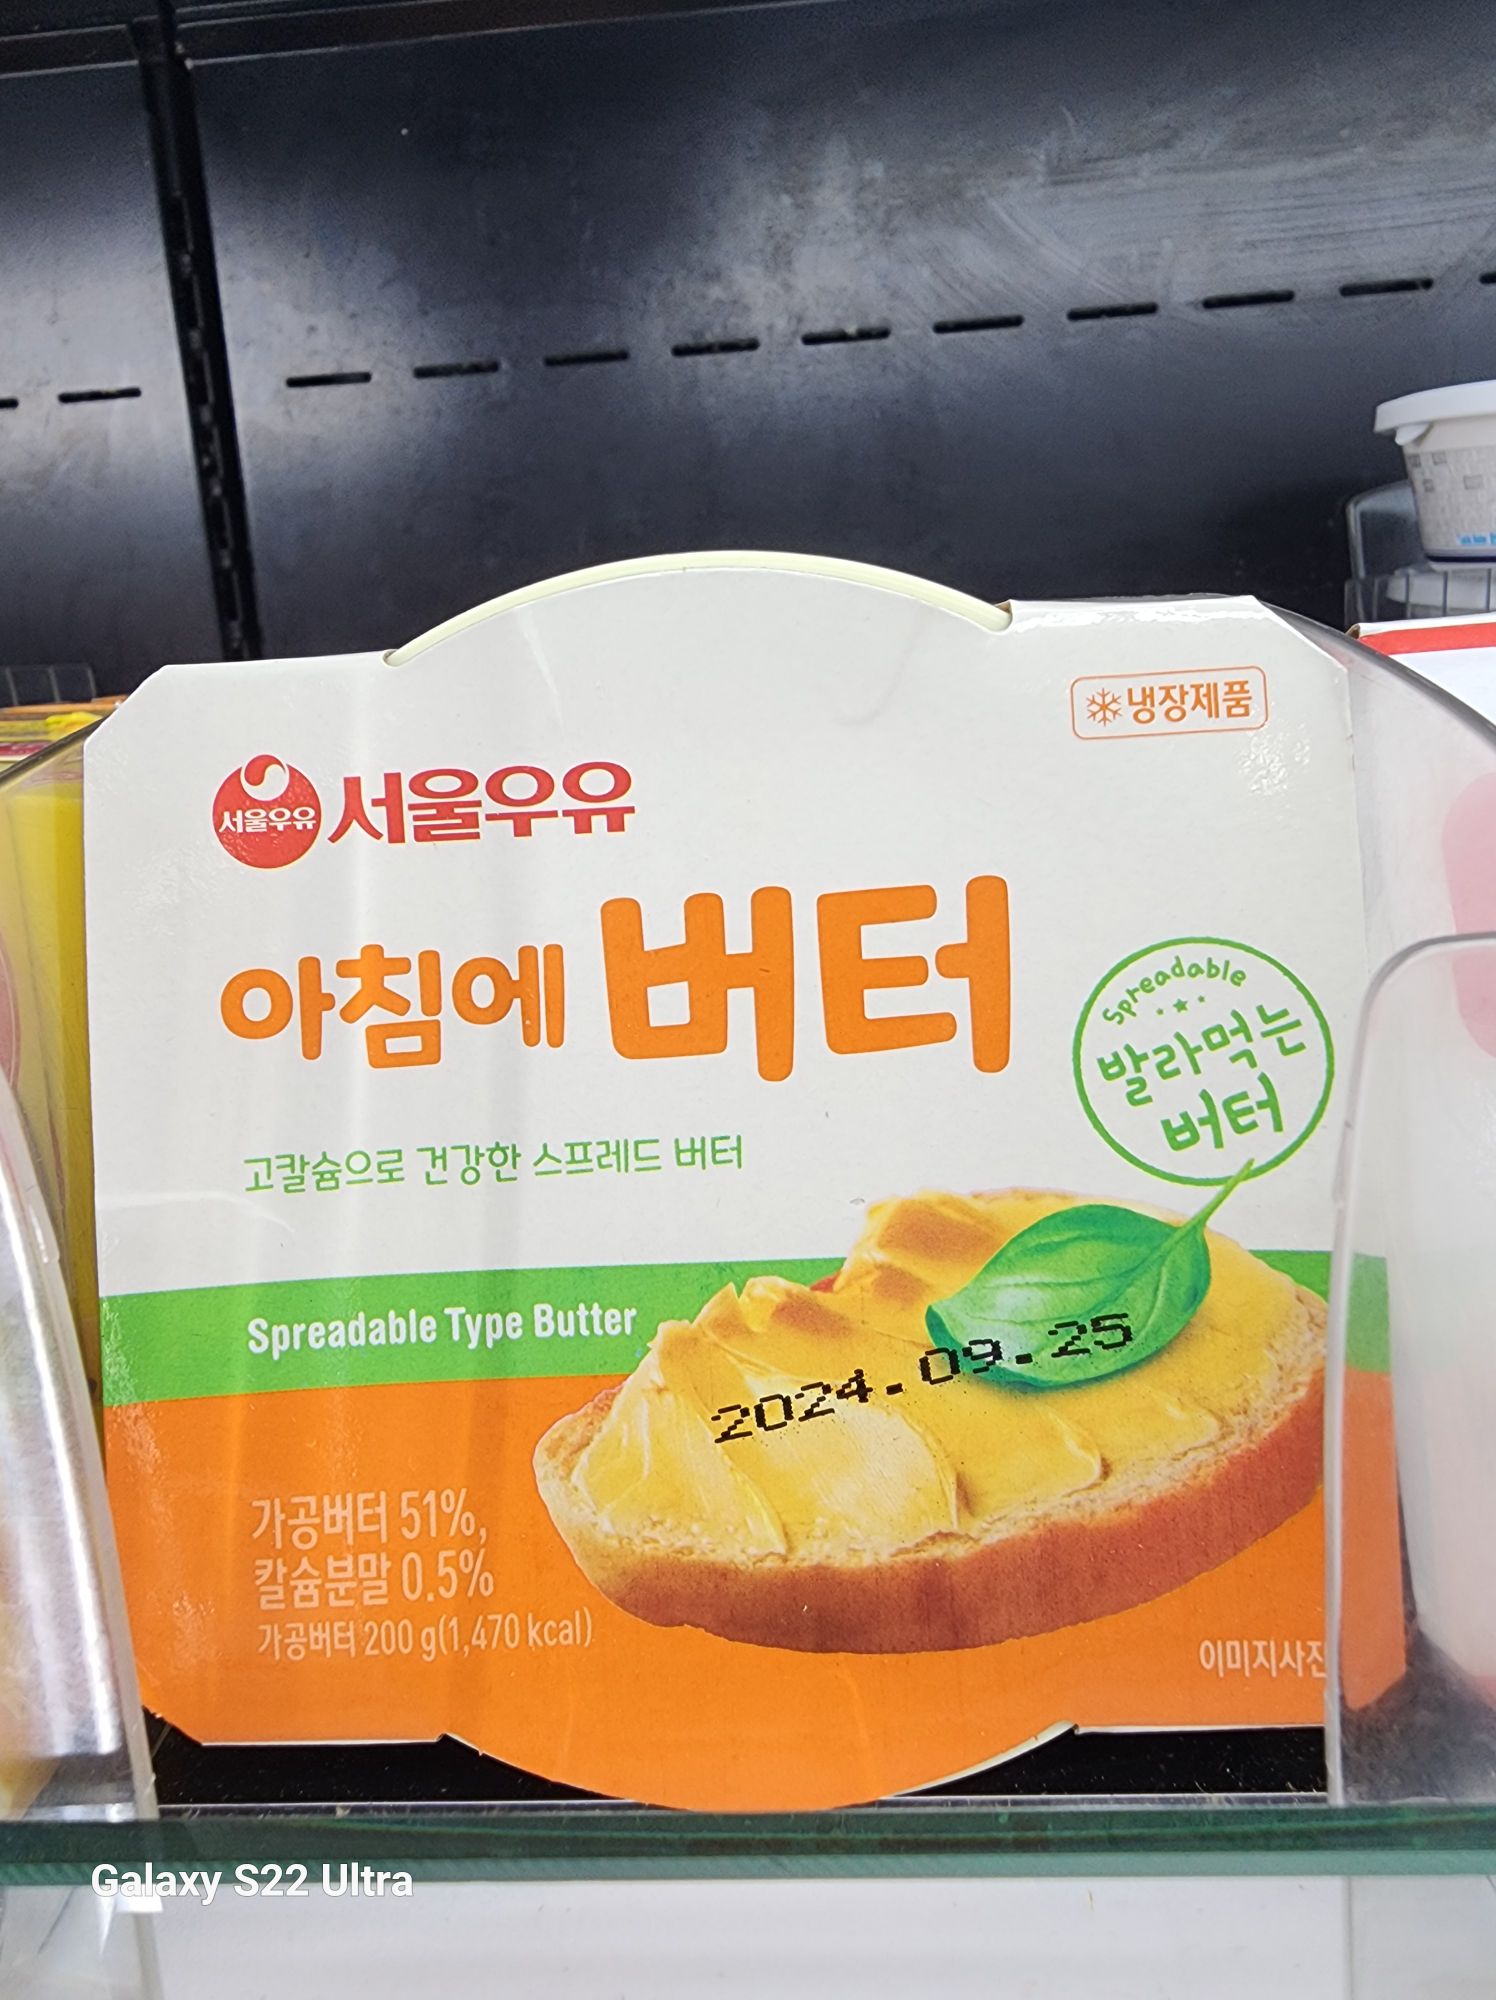 냉장제품
서울우유 서울우유
아침에 버터
Spreadable
발라먹는
버터
고칼슘으로 건강한 스프레드 버터
Spreadable Type Butter
2024.09.25
가공버터 51%,
칼슘분말 0.5%
가공버터 200 g(1,470 kcal)
이미지사진
Galaxy S22 Ultra